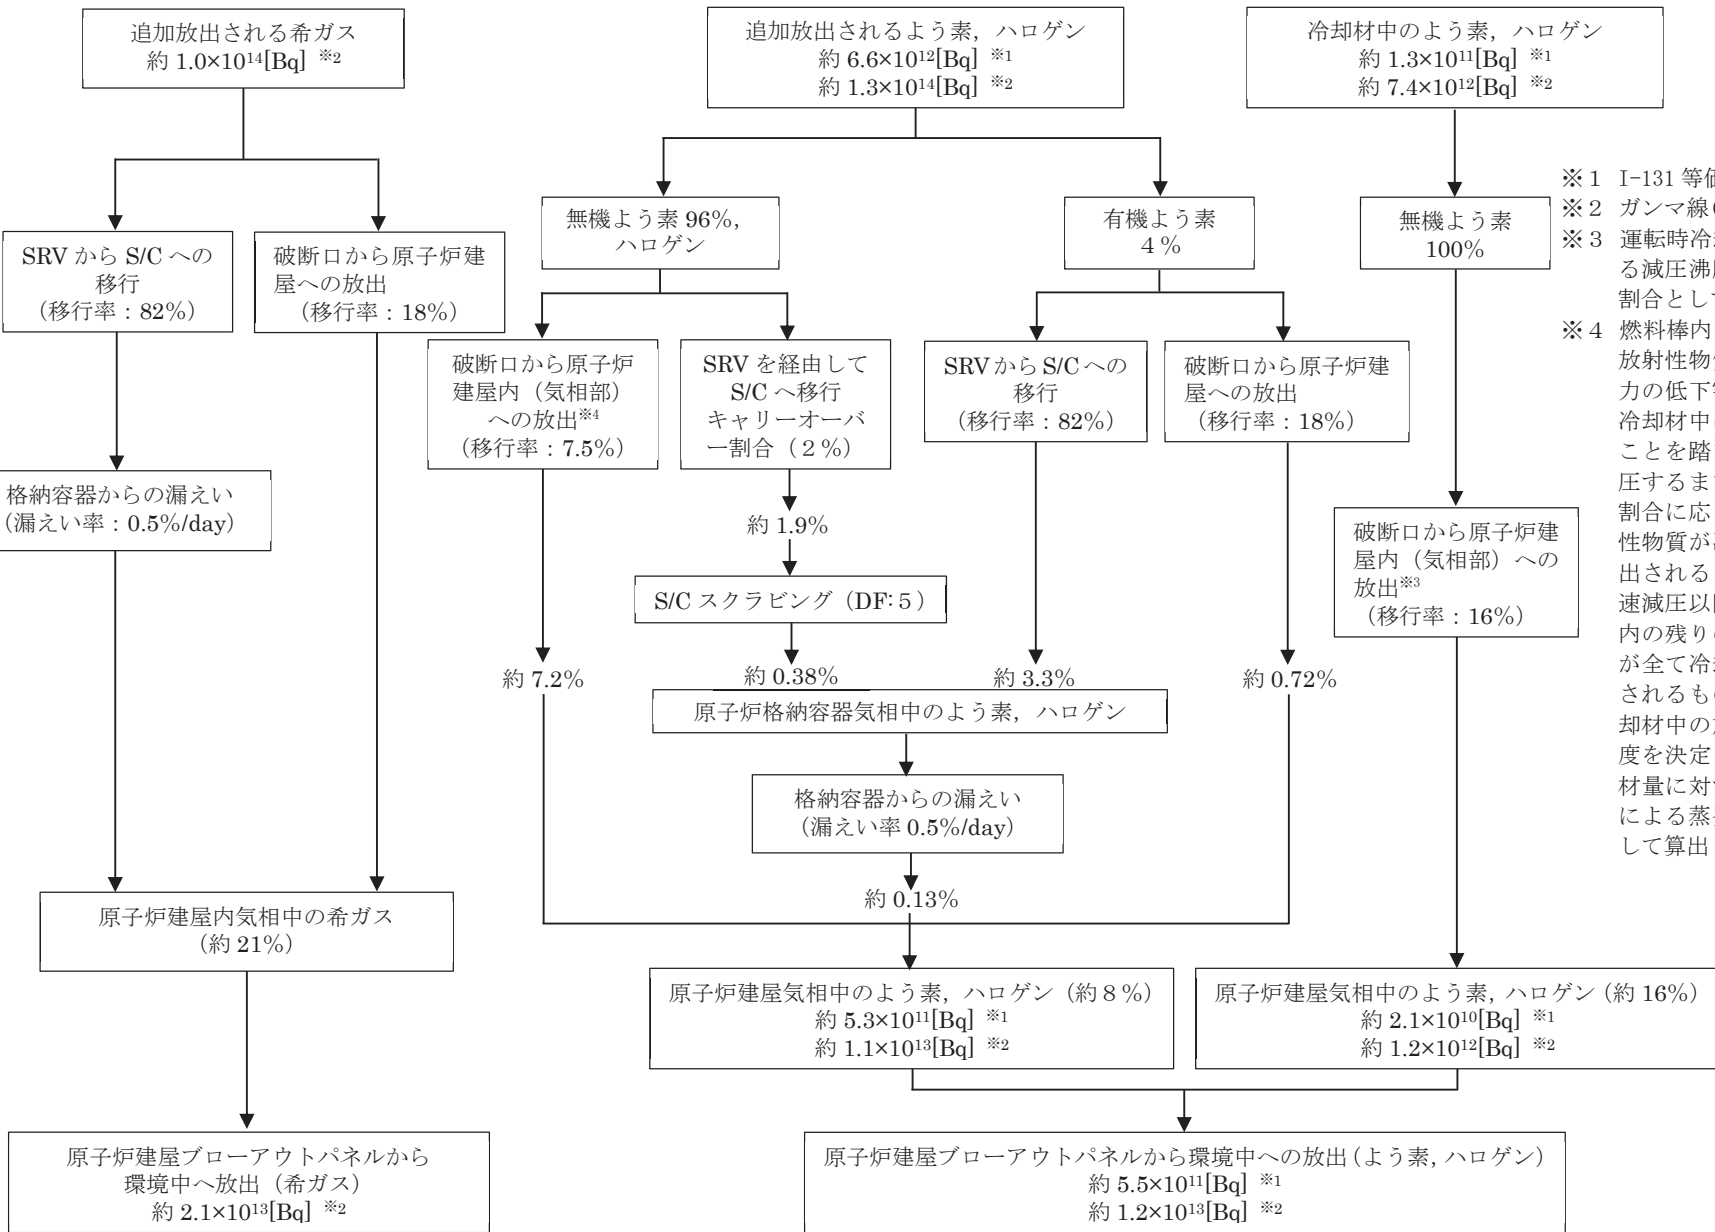 追加放出される希ガス
約 1.0×10¹⁴[Bq] ※2
追加放出されるよう素，ハロゲン
約 6.6×10¹²[Bq] ※1
約 1.3×10¹⁴[Bq] ※2
冷却材中のよう素，ハロゲン
約 1.3×10¹¹[Bq] ※1
約 7.4×10¹²[Bq] ※2
SRV から S/C への
移行
（移行率：82%）
破断口から原子炉建
屋への放出
（移行率：18%）
無機よう素 96%，
ハロゲン
有機よう素
4％
無機よう素
100%
破断口から原子炉
建屋内（気相部）
への放出※4
（移行率：7.5%）
SRV を経由して
S/C へ移行
キャリーオーバ
ー割合（2％）
SRV から S/C への
移行
（移行率：82%）
破断口から原子炉建
屋への放出
（移行率：18%）
格納容器からの漏えい
（漏えい率：0.5%/day）
約 1.9%
S/C スクラビング（DF:５）
破断口から原子炉建
屋内（気相部）への
放出※3
（移行率：16%）
約 7.2%
約 0.38%
約 3.3%
約 0.72%
原子炉格納容器気相中のよう素，ハロゲン
格納容器からの漏えい
（漏えい率 0.5%/day）
約 0.13%
原子炉建屋内気相中の希ガス
（約 21%）
原子炉建屋気相中のよう素，ハロゲン（約８％）
約 5.3×10¹¹[Bq] ※1
約 1.1×10¹³[Bq] ※2
原子炉建屋気相中のよう素，ハロゲン（約 16%）
約 2.1×10¹⁰[Bq] ※1
約 1.2×10¹²[Bq] ※2
原子炉建屋ブローアウトパネルから
環境中へ放出（希ガス）
約 2.1×10¹³[Bq] ※2
原子炉建屋ブローアウトパネルから環境中への放出（よう素，ハロゲン）
約 5.5×10¹¹[Bq] ※1
約 1.2×10¹³[Bq] ※2
※１ I-131 等価
※２ ガンマ線
※３ 運転時冷
る減圧沸
割合として
※４ 燃料棒内
放射性物
力の低下
冷却材中
ことを踏
圧するま
割合に応
性物質が
出される
速減圧以
内の残り
が全て冷
されるも
却材中の
度を決定
材量に対
による蒸
して算出